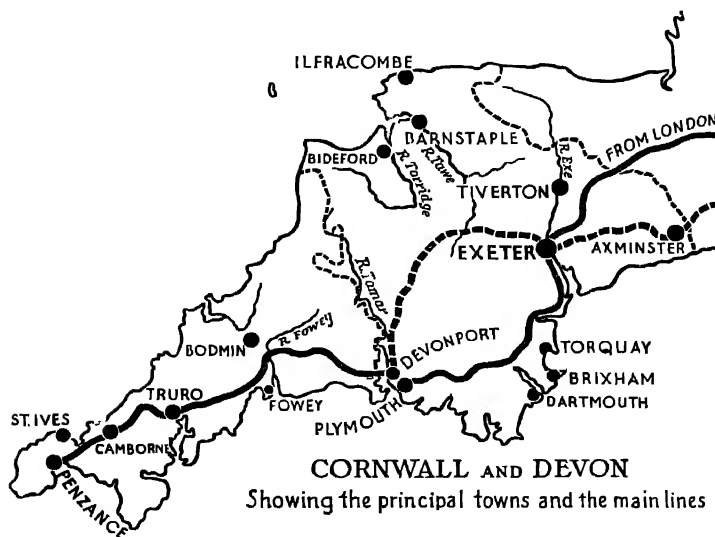 ILFRACOMBE
BARNSTAPLE
FROM LONDON
BIDEFORD
R. Torridge
R. Tawe
R. Exe
TIVERTON
EXETER
AXMINSTER
R. Tamar
R Fowey
BODMIN
DEVONPORT
TORQUAY
BRIXHAM
DARTMOUTH
TRURO
FOWEY
PLYMOUTH
ST. IVES
CAMBORNE
PENZANCE
CORNWALL AND DEVON
Showing the principal towns and the main lines